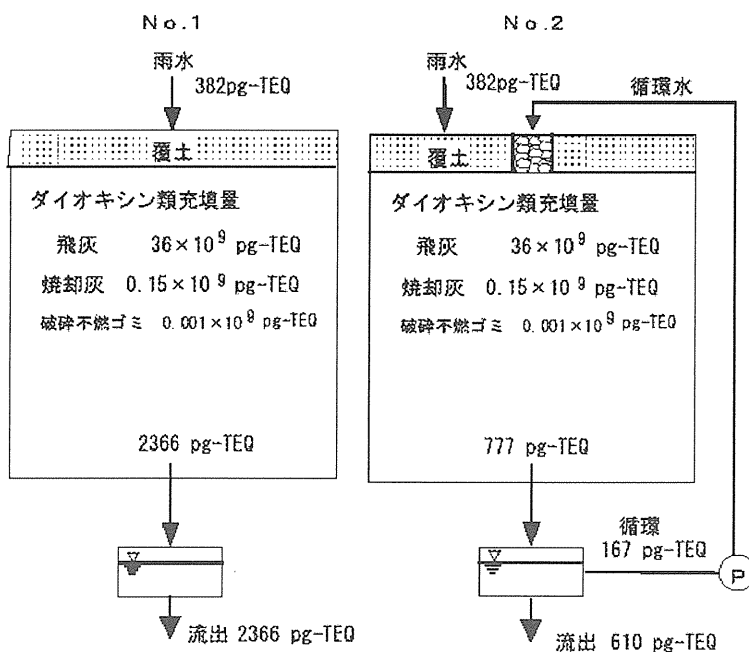 No.1
雨水
382pg-TEQ
覆土
ダイオキシン類充填量
飛灰 36×10⁹ pg-TEQ
焼却灰 0.15×10⁹ pg-TEQ
破砕不燃ゴミ 0.001×10⁹ pg-TEQ
2366 pg-TEQ
流出 2366 pg-TEQ
No.2
雨水
382pg-TEQ
循環水
覆土
ダイオキシン類充填量
飛灰 36×10⁹ pg-TEQ
焼却灰 0.15×10⁹ pg-TEQ
破砕不燃ゴミ 0.001×10⁹ pg-TEQ
777 pg-TEQ
循環
167 pg-TEQ
P
流出 610 pg-TEQ